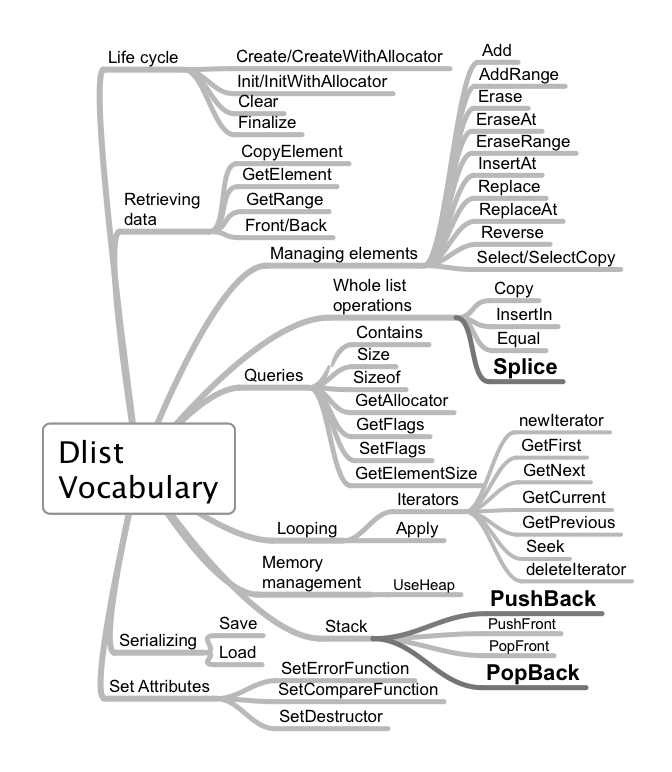 Life cycle
Create/CreateWithAllocator
Init/InitWithAllocator
Clear
Finalize
Retrieving
data
CopyElement
GetElement
GetRange
Front/Back
Managing elements
Add
AddRange
Erase
EraseAt
EraseRange
InsertAt
Replace
ReplaceAt
Reverse
Select/SelectCopy
Whole list
operations
Copy
InsertIn
Equal
Splice
Queries
Contains
Size
Sizeof
GetAllocator
GetFlags
SetFlags
GetElementSize
Dlist
Vocabulary
Looping
Iterators
newIterator
GetFirst
GetNext
GetCurrent
GetPrevious
Seek
deleteIterator
Apply
Memory
management
UseHeap
Stack
PushBack
PushFront
PopFront
PopBack
Serializing
Save
Load
Set Attributes
SetErrorFunction
SetCompareFunction
SetDestructor